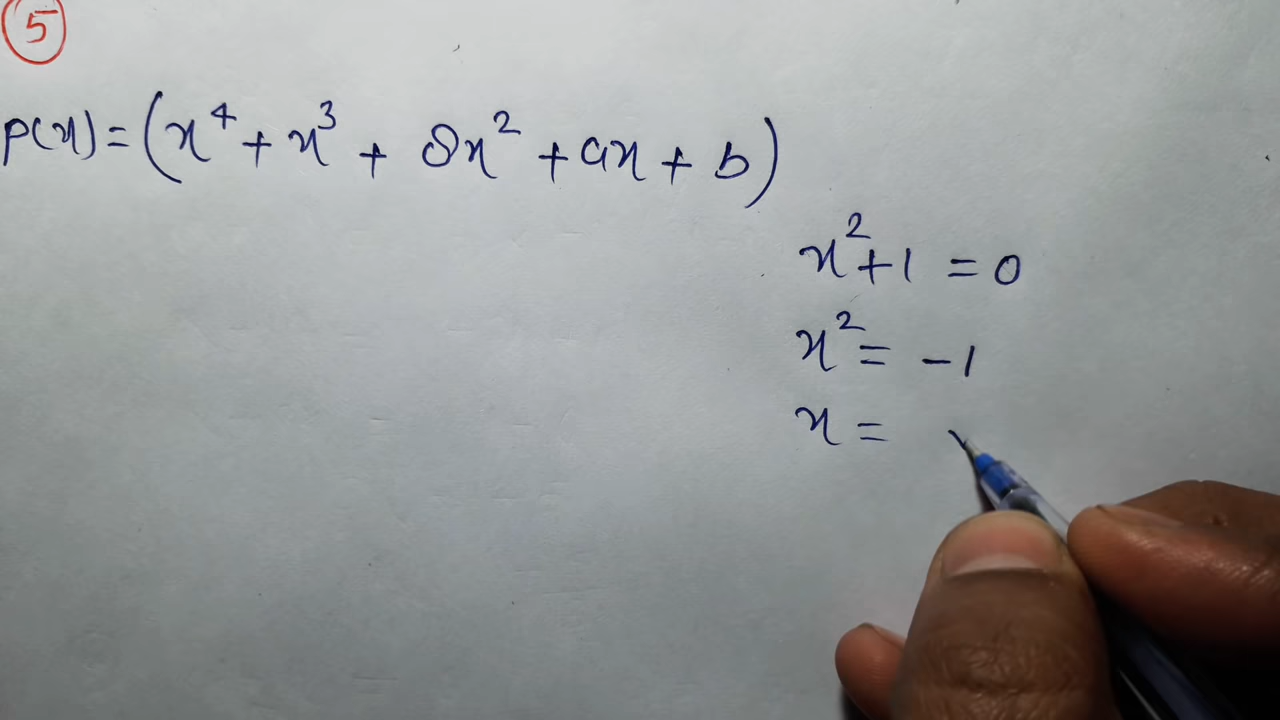 5
p(x) = (x⁴ + x³ + 8x² + ax + b)
x² + 1 = 0
x² = -1
x =